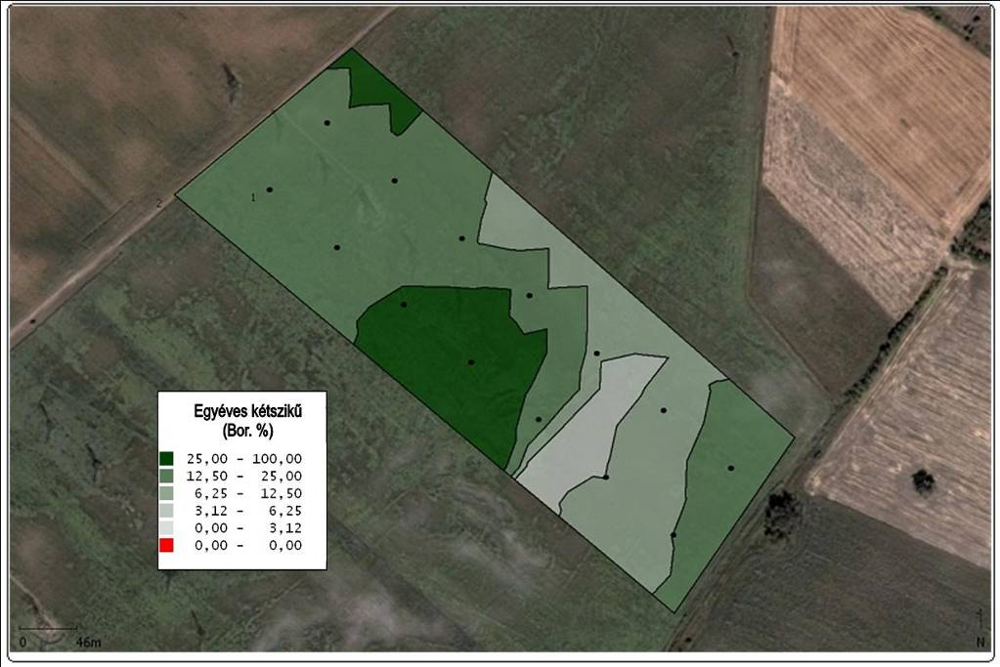 2
1
Egyéves kétszikű
(Bor. %)
25,00 - 100,00
12,50 - 25,00
6,25 - 12,50
3,12 - 6,25
0,00 - 3,12
0,00 - 0,00
0 46m
N